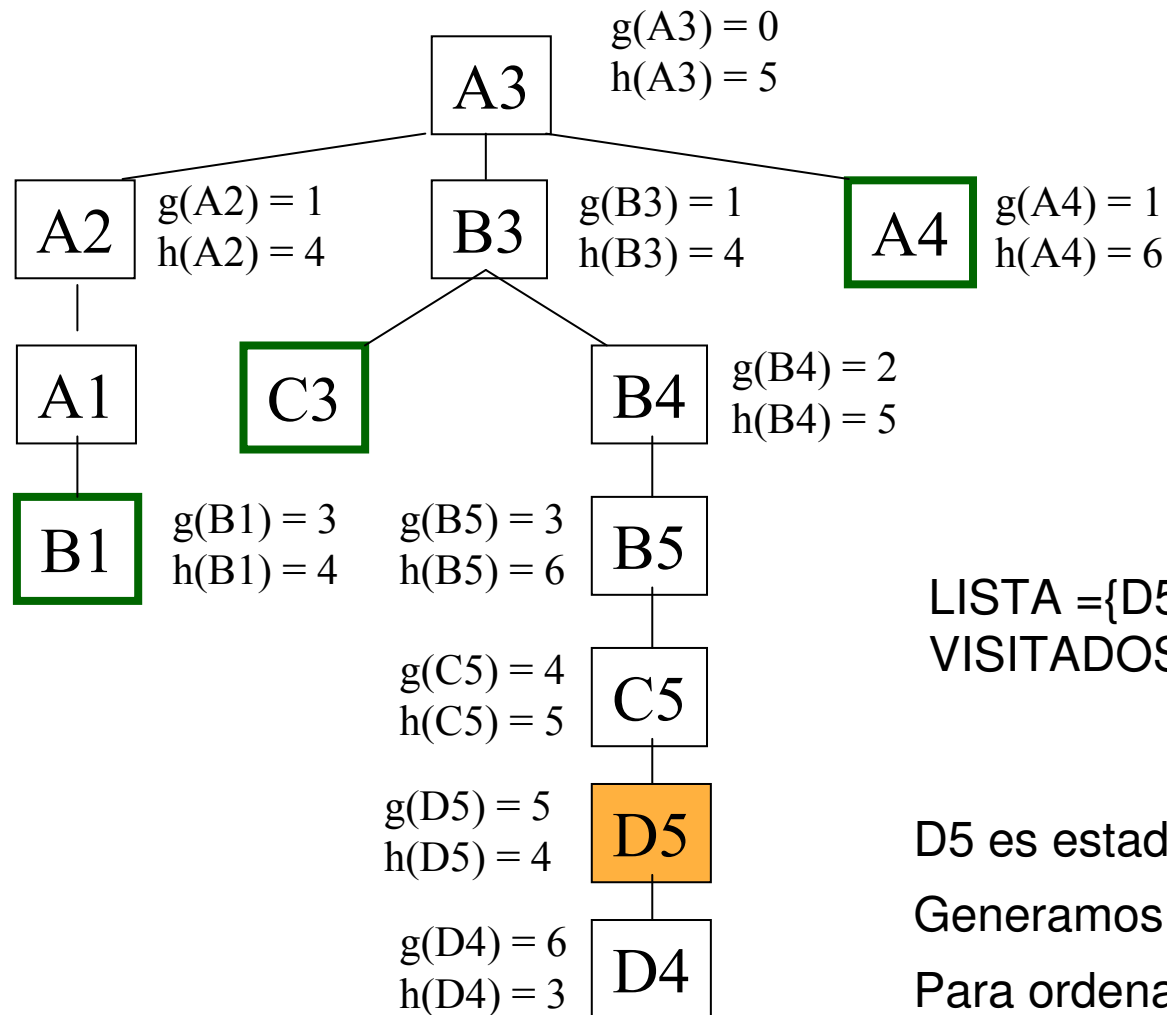 g(A3) = 0
h(A3) = 5
A3
A2
g(A2) = 1
h(A2) = 4
B3
g(B3) = 1
h(B3) = 4
A4
g(A4) = 1
h(A4) = 6
A1
C3
B4
g(B4) = 2
h(B4) = 5
B1
g(B1) = 3
h(B1) = 4
g(B5) = 3
h(B5) = 6
B5
LISTA ={D5
VISITADOS
g(C5) = 4
h(C5) = 5
C5
g(D5) = 5
h(D5) = 4
D5
D5 es estad
Generamos
g(D4) = 6
h(D4) = 3
D4
Para ordena